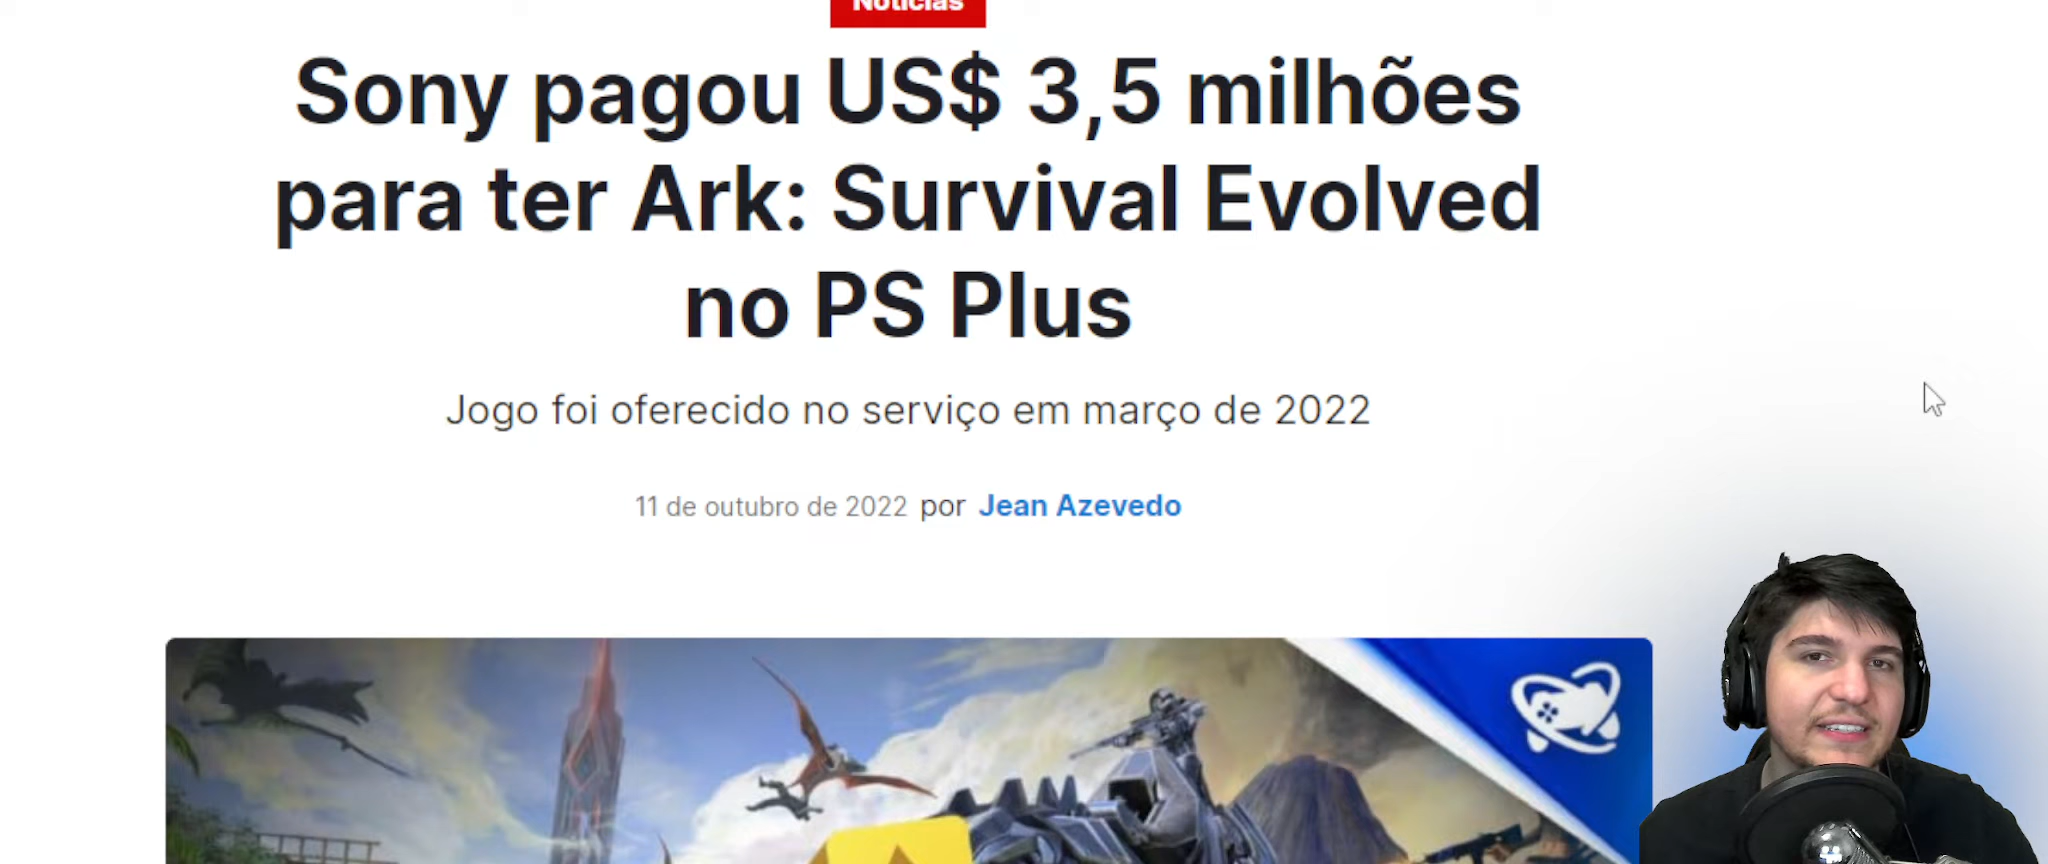 Notícias
Sony pagou US$ 3,5 milhões
para ter Ark: Survival Evolved
no PS Plus
Jogo foi oferecido no serviço em março de 2022
11 de outubro de 2022 por Jean Azevedo